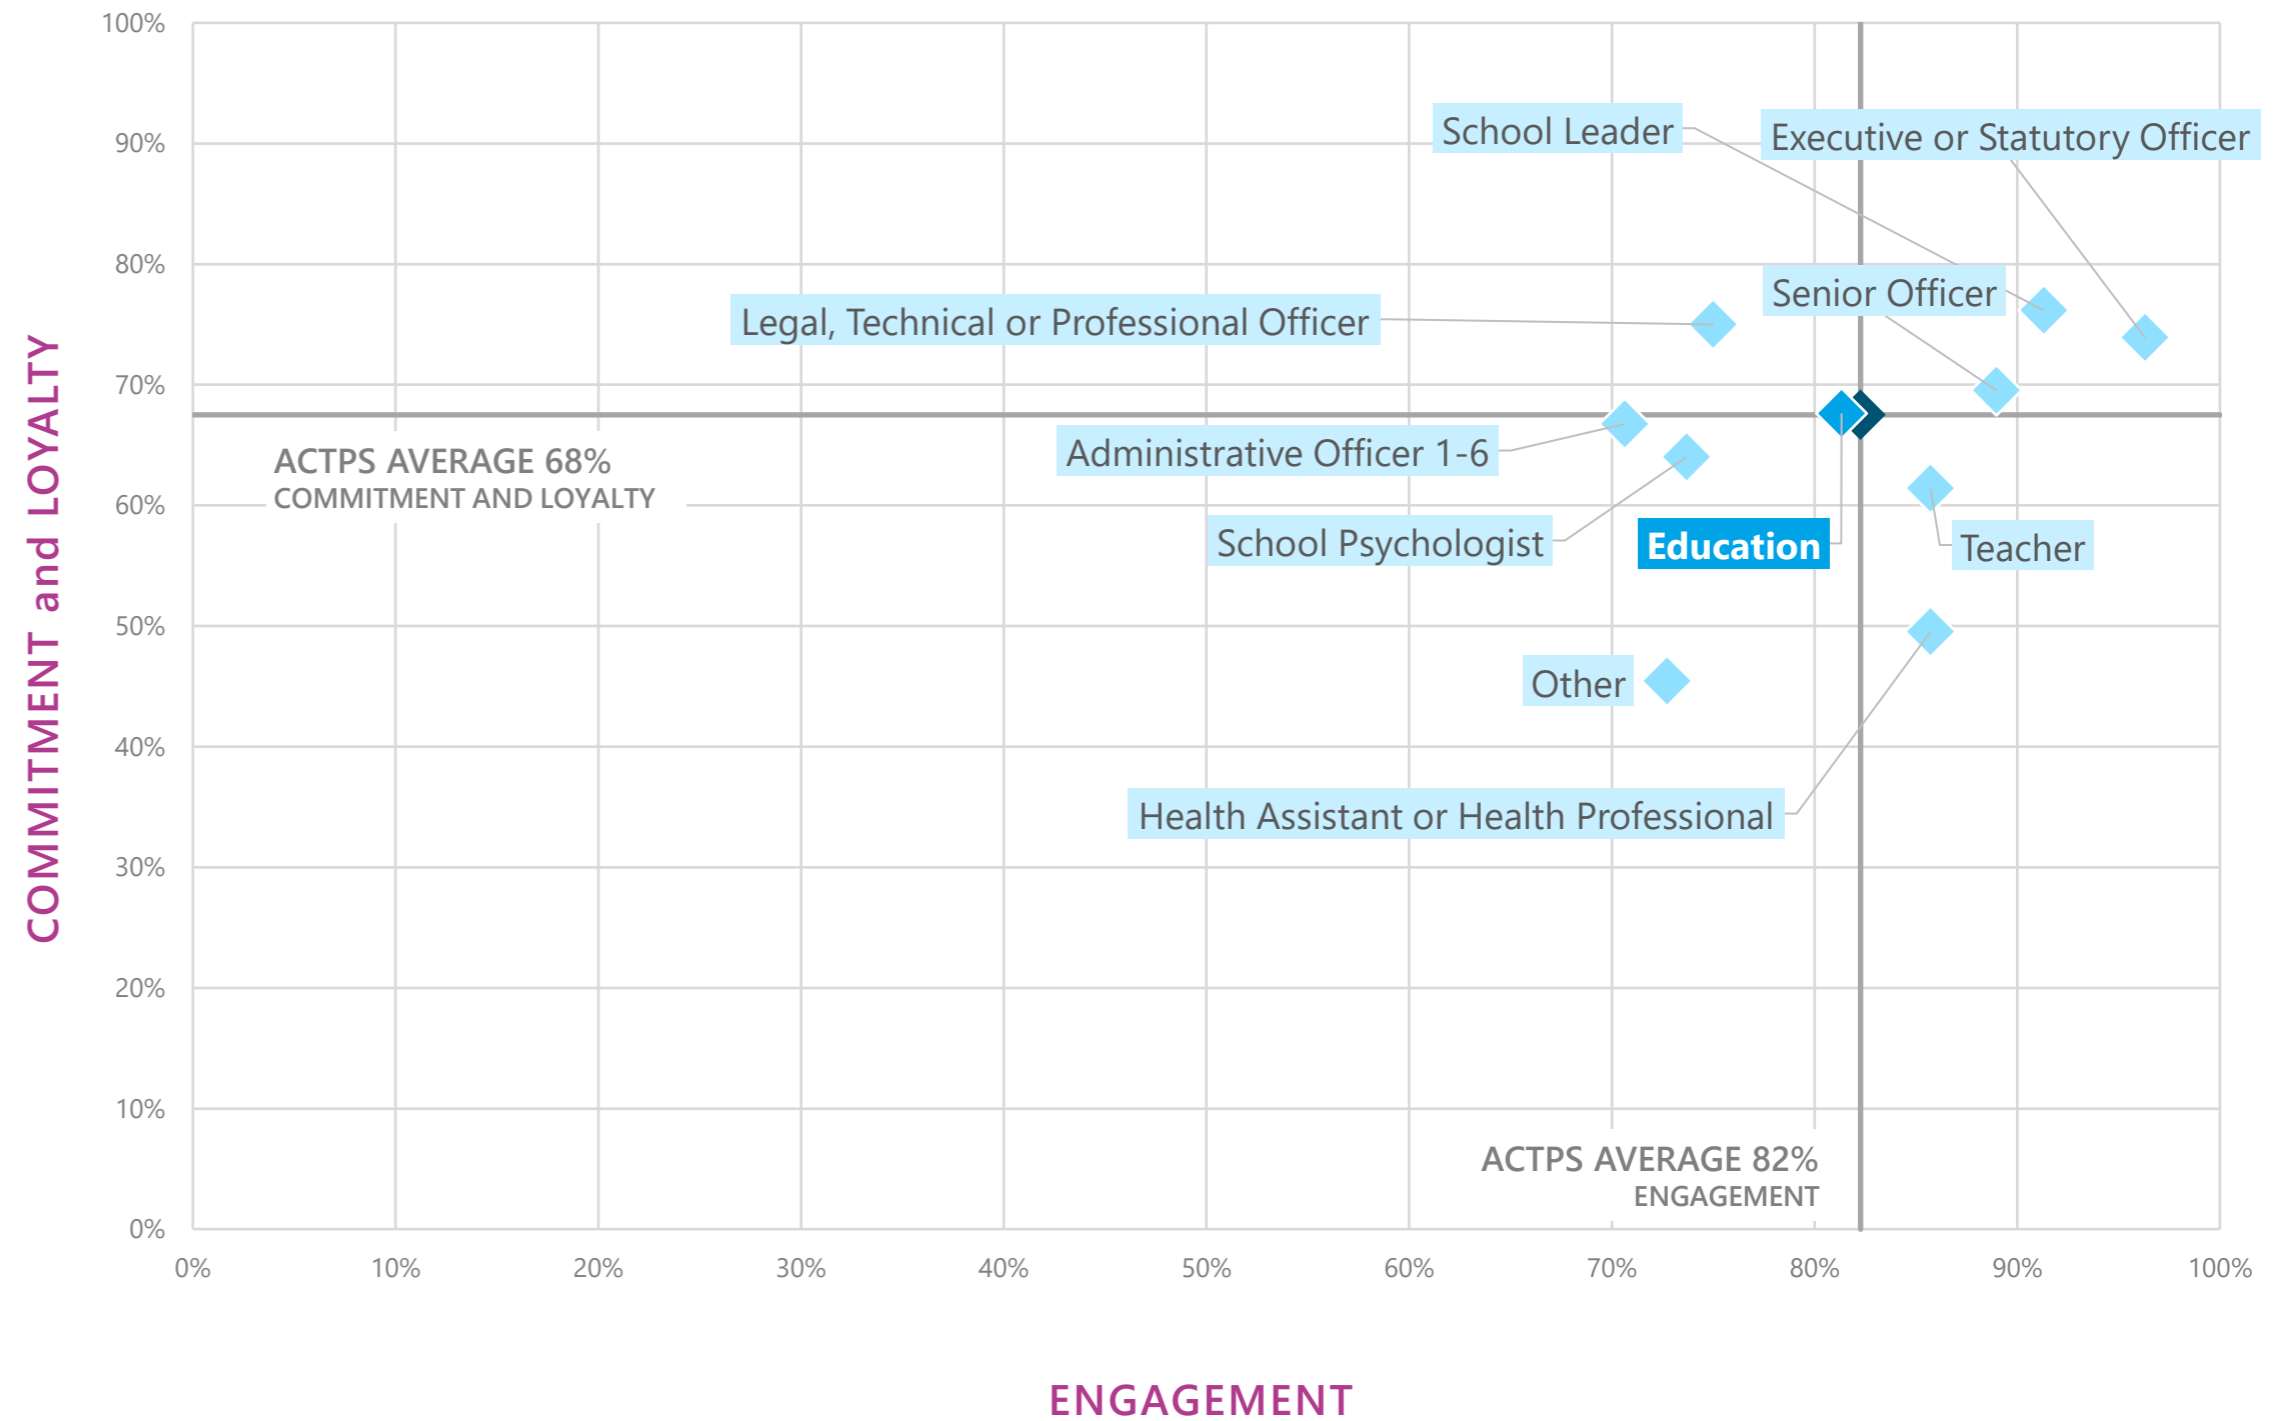 100%
90%
80%
70%
60%
50%
40%
30%
20%
10%
0%
COMMITMENT and LOYALTY
School Leader
Executive or Statutory Officer
Senior Officer
Legal, Technical or Professional Officer
Administrative Officer 1-6
ACTPS AVERAGE 68%
COMMITMENT AND LOYALTY
School Psychologist
Education
Teacher
Other
Health Assistant or Health Professional
ACTPS AVERAGE 82%
ENGAGEMENT
0%
10%
20%
30%
40%
50%
60%
70%
80%
90%
100%
ENGAGEMENT